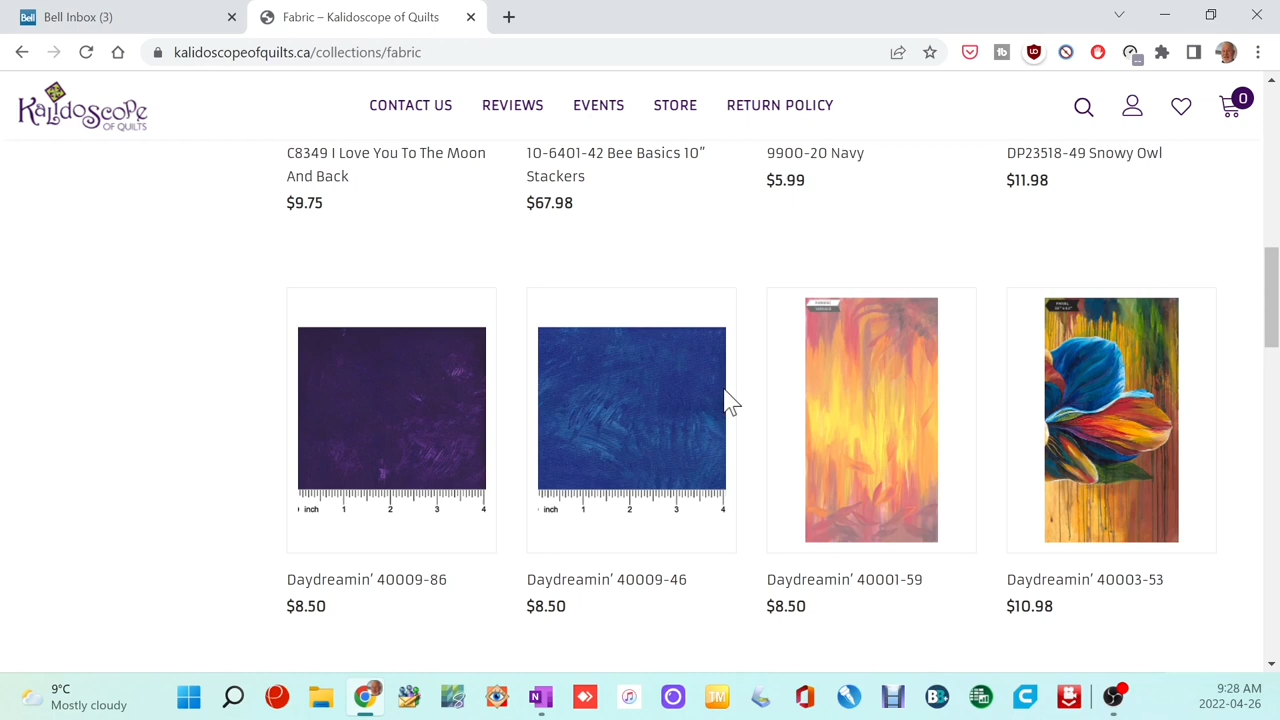 Bell
Bell Inbox (3)
Fabric – Kalidoscope of Quilts
kalidoscopeofquilts.ca/collections/fabric
KaLidoScope
OF QUILTS
CONTACT US
REVIEWS
EVENTS
STORE
RETURN POLICY
0
C8349 I Love You To The Moon
And Back
$9.75
10-6401-42 Bee Basics 10”
Stackers
$67.98
9900-20 Navy
$5.99
DP23518-49 Snowy Owl
$11.98
inch 1 2 3 4
inch 1 2 3 4
PANEL
Daydreamin’ 40009-86
$8.50
Daydreamin’ 40009-46
$8.50
Daydreamin’ 40001-59
$8.50
Daydreamin’ 40003-53
$10.98
9°C
Mostly cloudy
JM
9:28 AM
2022-04-26